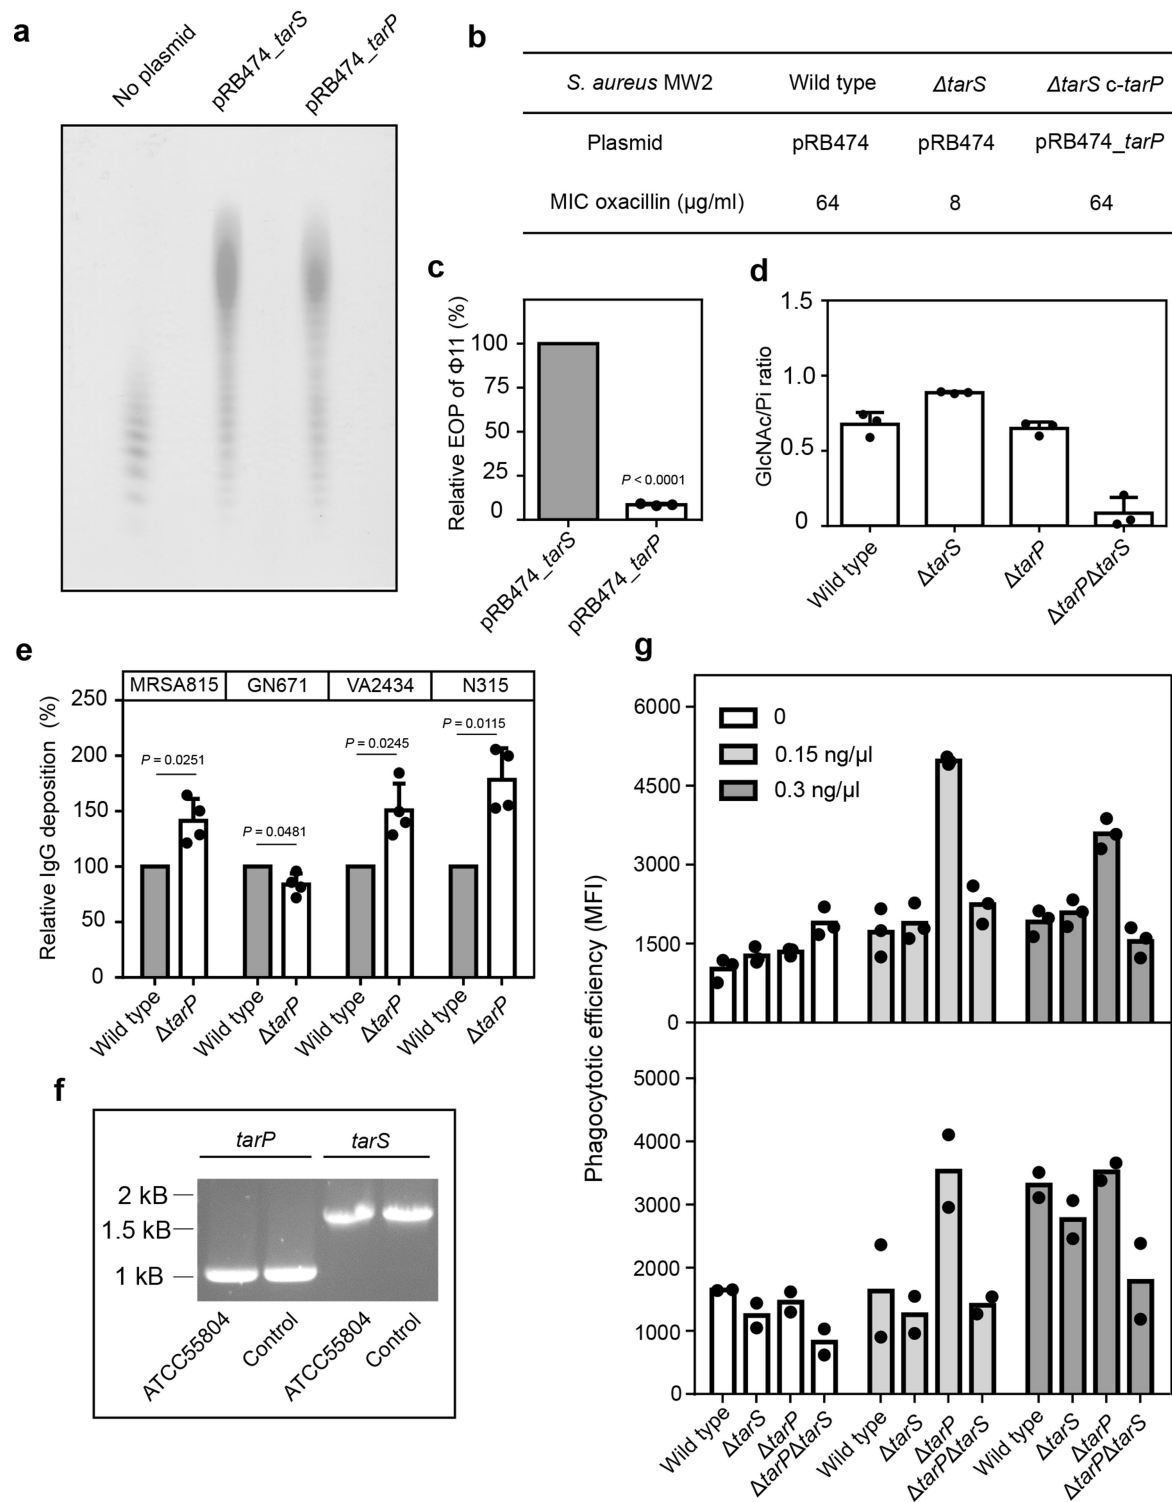 a
No plasmid
pRB474_tarS
pRB474_tarP
b
S. aureus MW2 Wild type ΔtarS ΔtarS c-tarP
Plasmid pRB474 pRB474 pRB474_tarP
MIC oxacillin (µg/ml) 64 8 64
c
Relative EOP of Φ11 (%)
100
75
50
25
0
P < 0.0001
pRB474_tarS
pRB474_tarP
d
GlcNAc/Pi ratio
1.5
1.0
0.5
0
Wild type
ΔtarS
ΔtarP
ΔtarPΔtarS
e
Relative IgG deposition (%)
MRSA815 GN671 VA2434 N315
250
200
150
100
50
0
P = 0.0251
P = 0.0481
P = 0.0245
P = 0.0115
Wild type
ΔtarP
Wild type
ΔtarP
Wild type
ΔtarP
Wild type
ΔtarP
f
tarP tarS
2 kB
1.5 kB
1 kB
ATCC55804
Control
ATCC55804
Control
g
Phagocytotic efficiency (MFI)
6000
4500
3000
1500
0
0
0.15 ng/µl
0.3 ng/µl
5000
4000
3000
2000
1000
0
Wild type
ΔtarS
ΔtarP
ΔtarPΔtarS
Wild type
ΔtarS
ΔtarP
ΔtarPΔtarS
Wild type
ΔtarS
ΔtarP
ΔtarPΔtarS